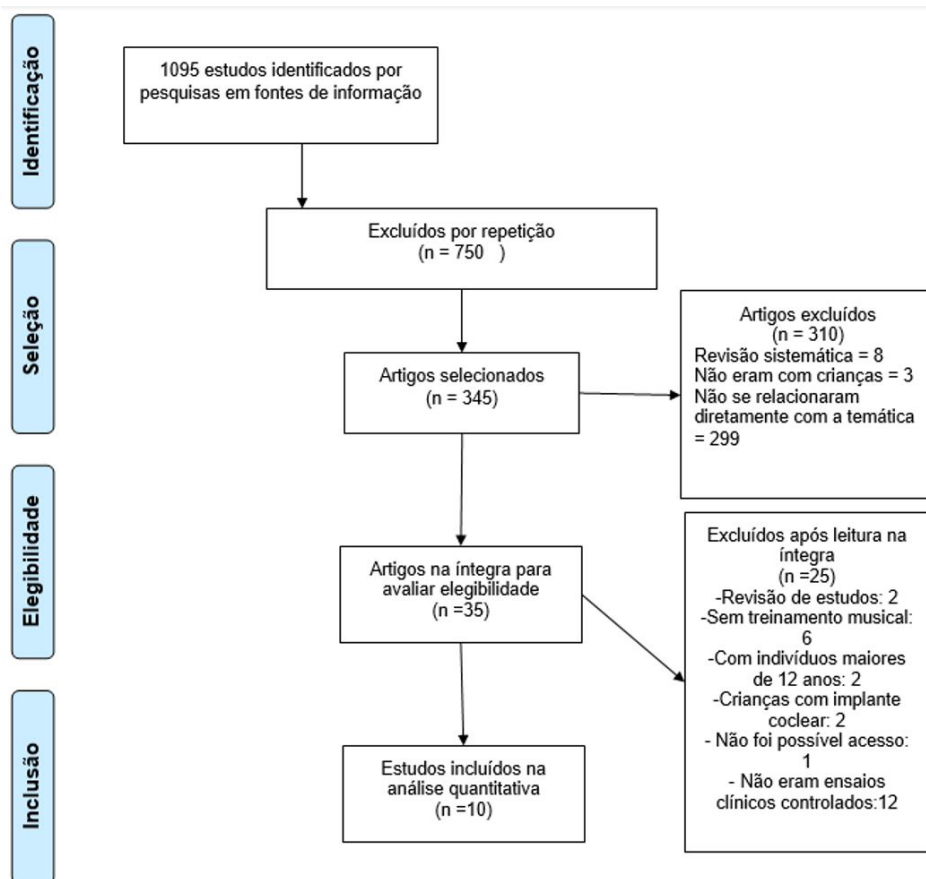 Identificação
1095 estudos identificados por
pesquisas em fontes de informação
Excluídos por repetição
(n = 750   )
Seleção
Artigos selecionados
(n = 345)
Artigos excluídos
(n = 310)
Revisão sistemática = 8
Não eram com crianças = 3
Não se relacionaram
diretamente com a temática
= 299
Elegibilidade
Artigos na íntegra para
avaliar elegibilidade
(n =35)
Excluídos após leitura na
íntegra
(n =25)
-Revisão de estudos: 2
-Sem treinamento musical:
6
-Com indivíduos maiores
de 12 anos: 2
-Crianças com implante
coclear: 2
- Não foi possível acesso:
1
- Não eram ensaios
clínicos controlados:12
Inclusão
Estudos incluídos na
análise quantitativa
(n =10)